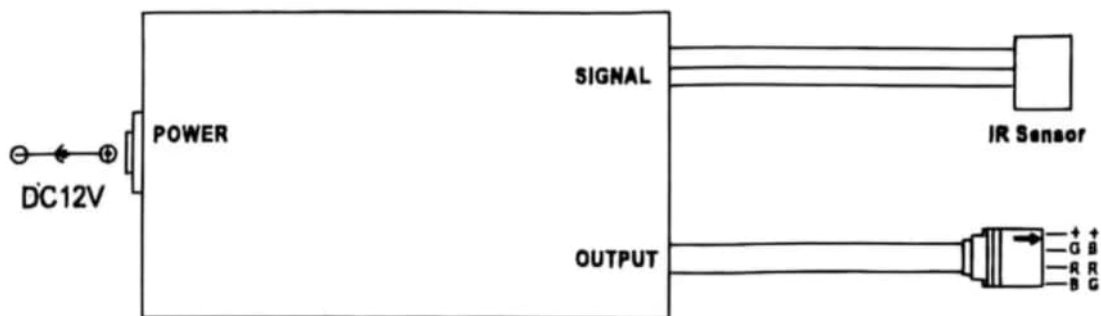 SIGNAL
IR Sensor
POWER
DC12V
OUTPUT
+ +
G B
R R
B G